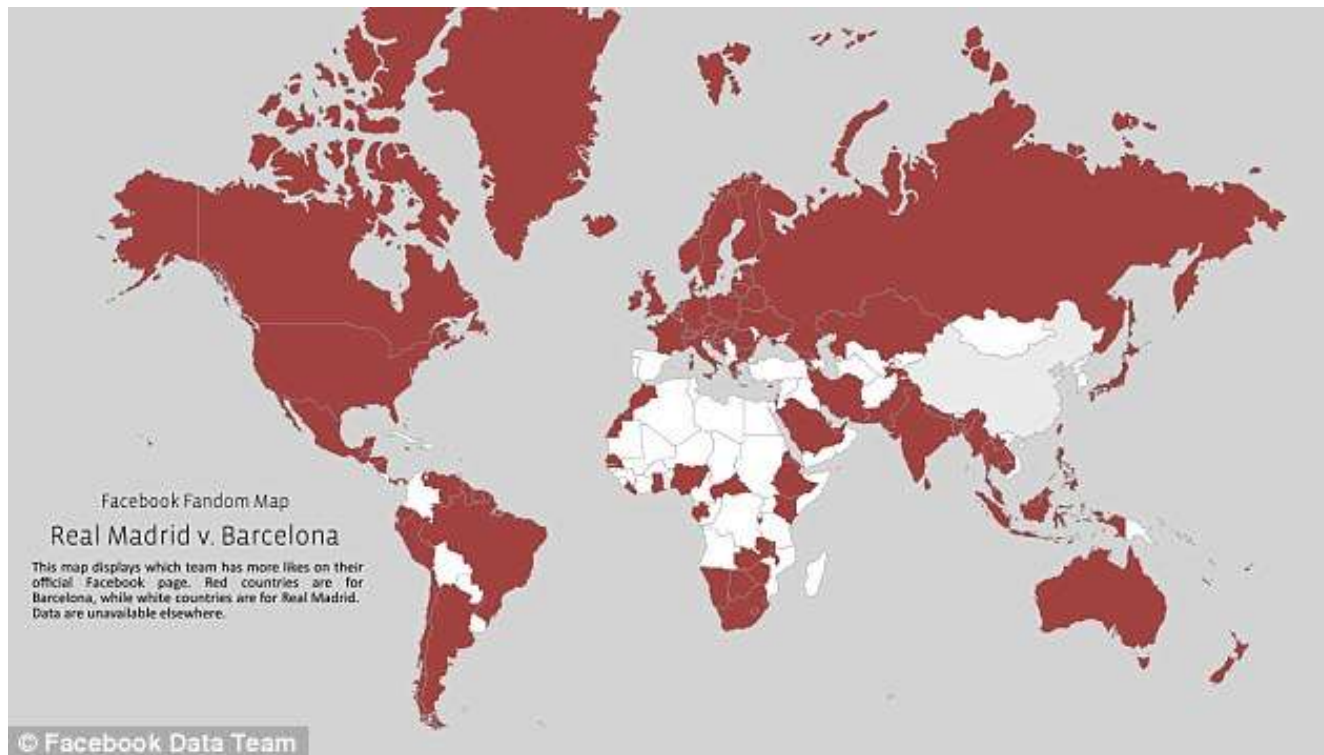 Facebook Fandom Map
Real Madrid v. Barcelona
This map displays which team has more likes on their
official Facebook page. Red countries are for
Barcelona, while white countries are for Real Madrid.
Data are unavailable elsewhere.
© Facebook Data Team